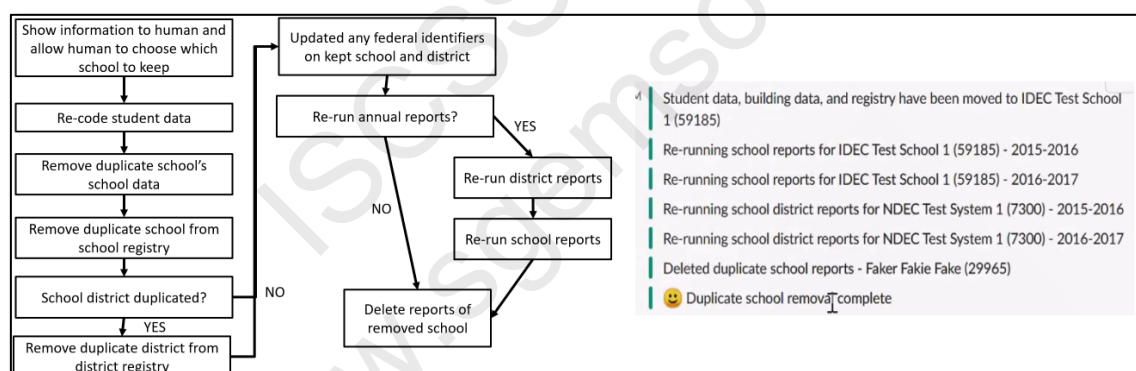 Show information to human and
allow human to choose which
school to keep
Re-code student data
Remove duplicate school's
school data
Remove duplicate school from
school registry
School district duplicated?
NO
YES
Remove duplicate district from
district registry
Updated any federal identifiers
on kept school and district
Re-run annual reports?
YES
Re-run district reports
NO
Re-run school reports
Delete reports of
removed school
Student data, building data, and registry have been moved to IDEC Test School
1 (59185)
Re-running school reports for IDEC Test School 1 (59185) - 2015-2016
Re-running school reports for IDEC Test School 1 (59185) - 2016-2017
Re-running school district reports for NDEC Test System 1 (7300) - 2015-2016
Re-running school district reports for NDEC Test System 1 (7300) - 2016-2017
Deleted duplicate school reports - Faker Fakie Fake (29965)
Duplicate school removal complete